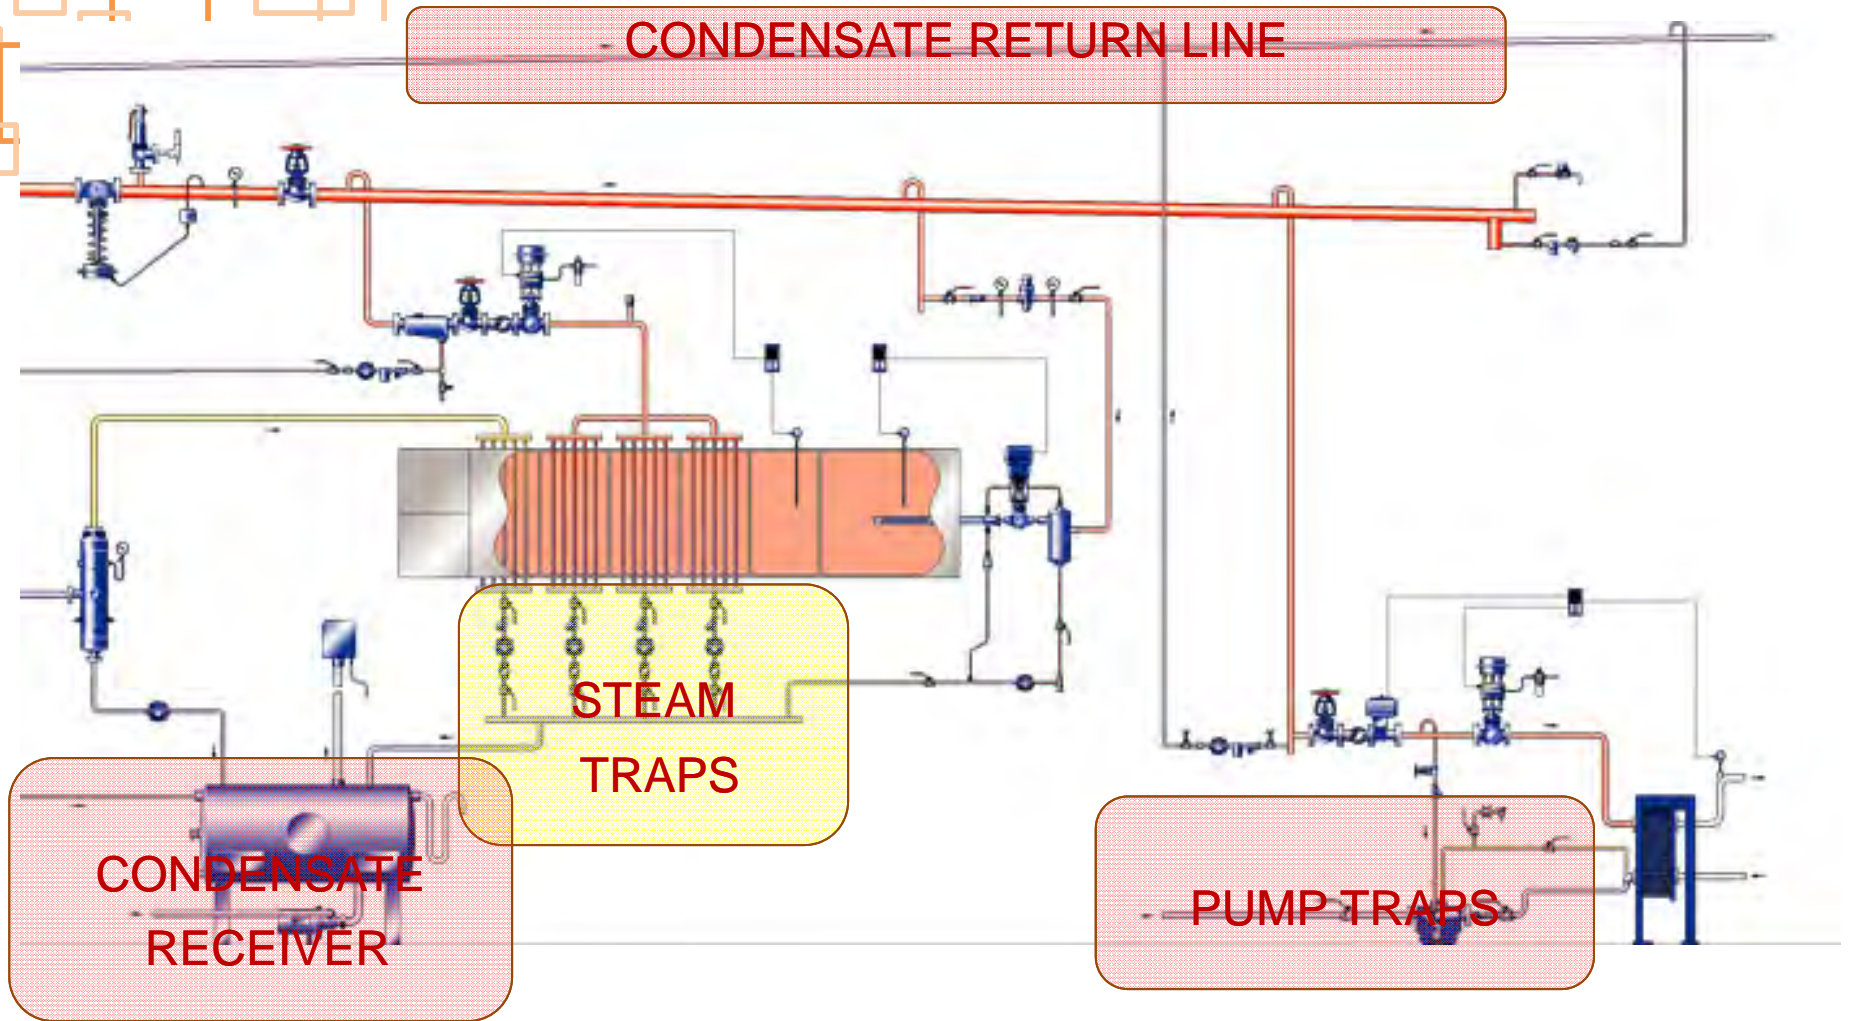 CONDENSATE RETURN LINE
STEAM
TRAPS
CONDENSATE
RECEIVER
PUMP TRAPS